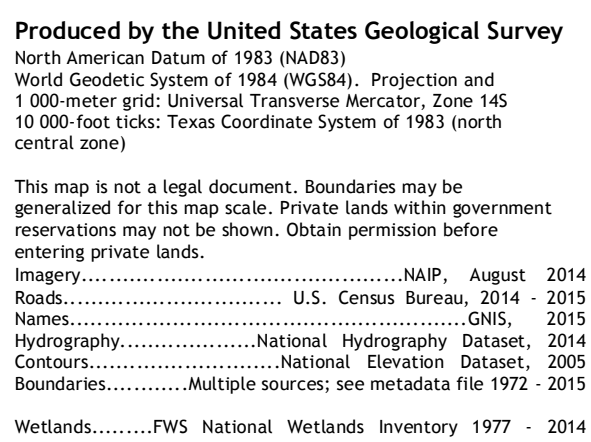 Produced by the United States Geological Survey
North American Datum of 1983 (NAD83)
World Geodetic System of 1984 (WGS84).  Projection and
1 000-meter grid: Universal Transverse Mercator, Zone 14S
10 000-foot ticks: Texas Coordinate System of 1983 (north
central zone)

This map is not a legal document. Boundaries may be
generalized for this map scale. Private lands within government
reservations may not be shown. Obtain permission before
entering private lands.
Imagery.............................................NAIP, August 2014
Roads............................... U.S. Census Bureau, 2014 - 2015
Names........................................................GNIS, 2015
Hydrography....................National Hydrography Dataset, 2014
Contours............................National Elevation Dataset, 2005
Boundaries............Multiple sources; see metadata file 1972 - 2015

Wetlands.........FWS National Wetlands Inventory 1977 - 2014